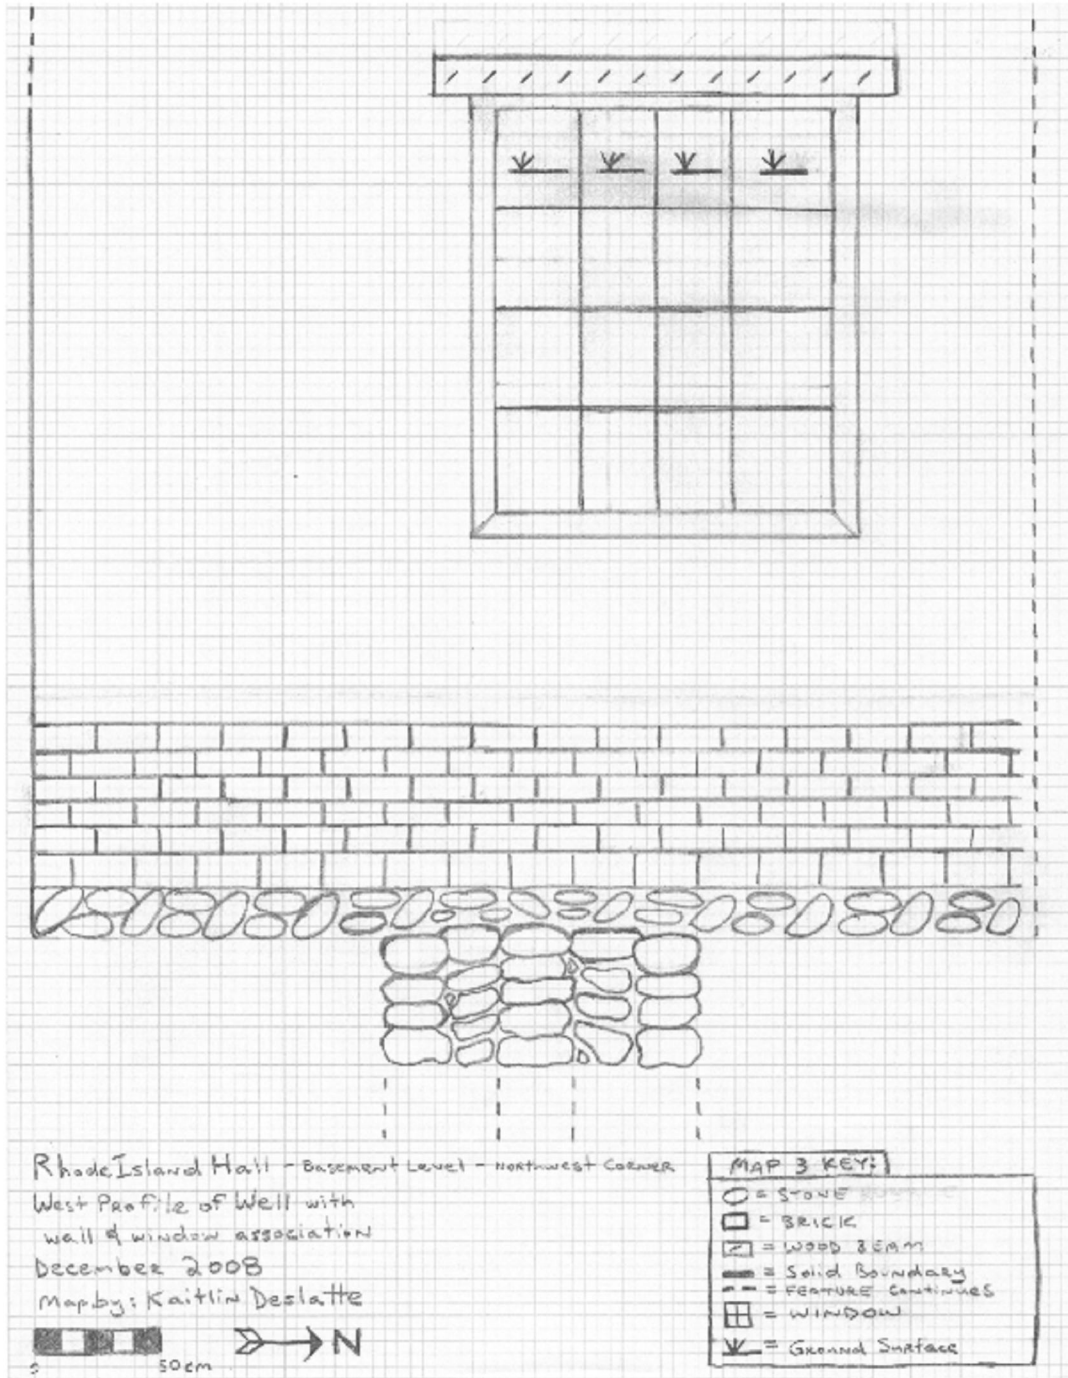 Rhode Island Hall - Basement Level - Northwest Corner
West Profile of Well with
wall & window association
December 2008
Map by: Kaitlin Deslatte
0 50cm
N
MAP 3 KEY:
= STONE
= BRICK
= WOOD BEAM
= Solid Boundary
= FEATURE CONTINUES
= WINDOW
= Ground Surface